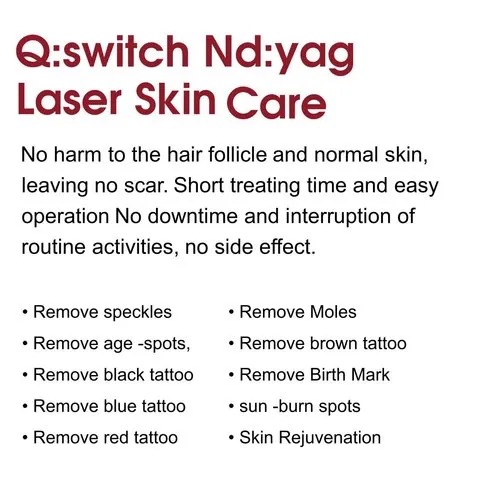 Q:switch Nd:yag
Laser Skin Care
No harm to the hair follicle and normal skin,
leaving no scar. Short treating time and easy
operation No downtime and interruption of
routine activities, no side effect.
• Remove speckles
• Remove age -spots,
• Remove black tattoo
• Remove blue tattoo
• Remove red tattoo
• Remove Moles
• Remove brown tattoo
• Remove Birth Mark
• sun -burn spots
• Skin Rejuvenation